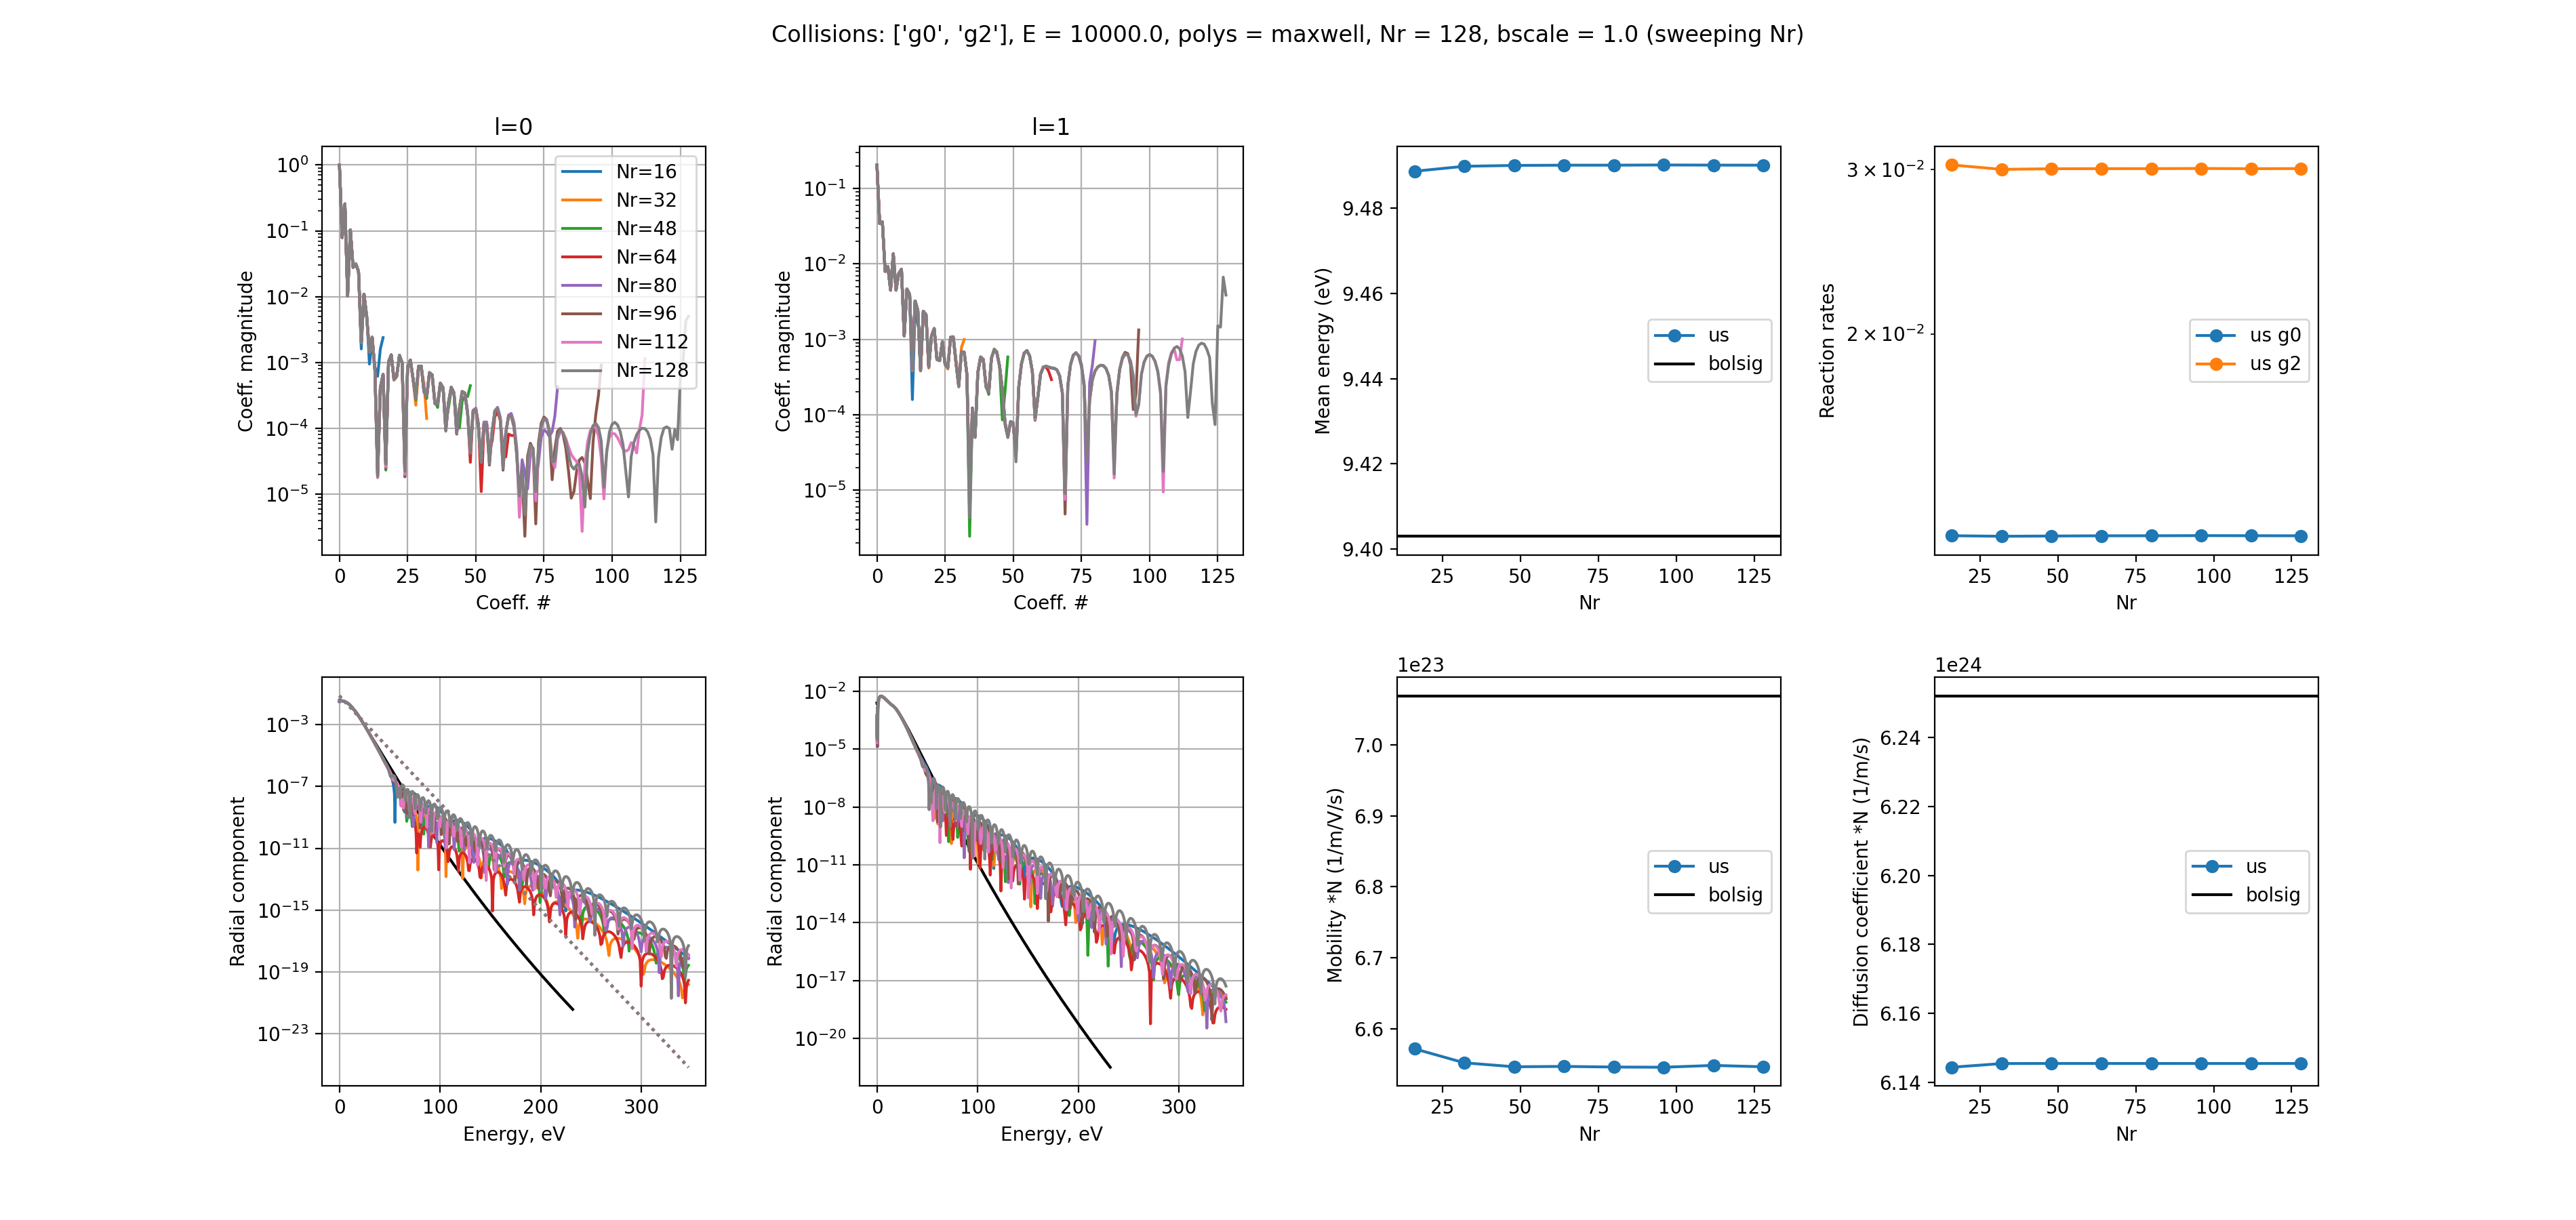 Collisions: ['g0', 'g2'], E = 10000.0, polys = maxwell, Nr = 128, bscale = 1.0 (sweeping Nr)
l=0
Coeff. magnitude
10^0
10^-1
10^-2
10^-3
10^-4
10^-5
Nr=16
Nr=32
Nr=48
Nr=64
Nr=80
Nr=96
Nr=112
Nr=128
0 25 50 75 100 125
Coeff. #
l=1
Coeff. magnitude
10^-1
10^-2
10^-3
10^-4
10^-5
0 25 50 75 100 125
Coeff. #
Mean energy (eV)
9.48
9.46
9.44
9.42
9.40
us
bolsig
25 50 75 100 125
Nr
Reaction rates
3 × 10^-2
2 × 10^-2
us g0
us g2
25 50 75 100 125
Nr
Radial component
10^-3
10^-7
10^-11
10^-15
10^-19
10^-23
0 100 200 300
Energy, eV
Radial component
10^-2
10^-5
10^-8
10^-11
10^-14
10^-17
10^-20
0 100 200 300
Energy, eV
1e23
Mobility *N (1/m/V/s)
7.0
6.9
6.8
6.7
6.6
us
bolsig
25 50 75 100 125
Nr
1e24
Diffusion coefficient *N (1/m/s)
6.24
6.22
6.20
6.18
6.16
6.14
us
bolsig
25 50 75 100 125
Nr